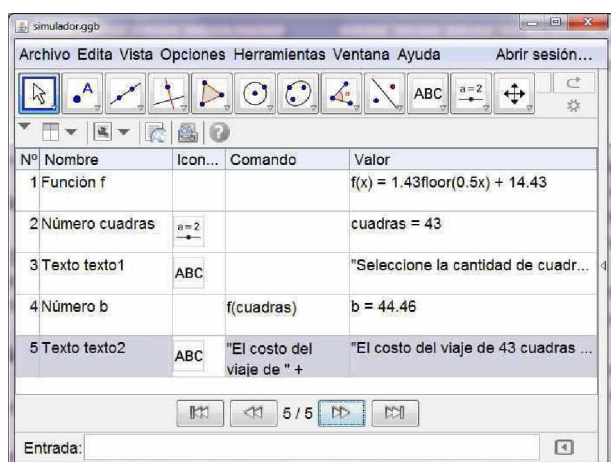 simulador.ggb
Archivo Edita Vista Opciones Herramientas Ventana Ayuda Abrir sesión...
A ABC a=2
Nº Nombre Icon... Comando Valor
1 Función f f(x) = 1.43floor(0.5x) + 14.43
2 Número cuadras a=2 cuadras = 43
3 Texto texto1 ABC "Seleccione la cantidad de cuadr...
4 Número b f(cuadras) b = 44.46
5 Texto texto2 ABC "El costo del "El costo del viaje de 43 cuadras ...
viaje de " +
5 / 5
Entrada: